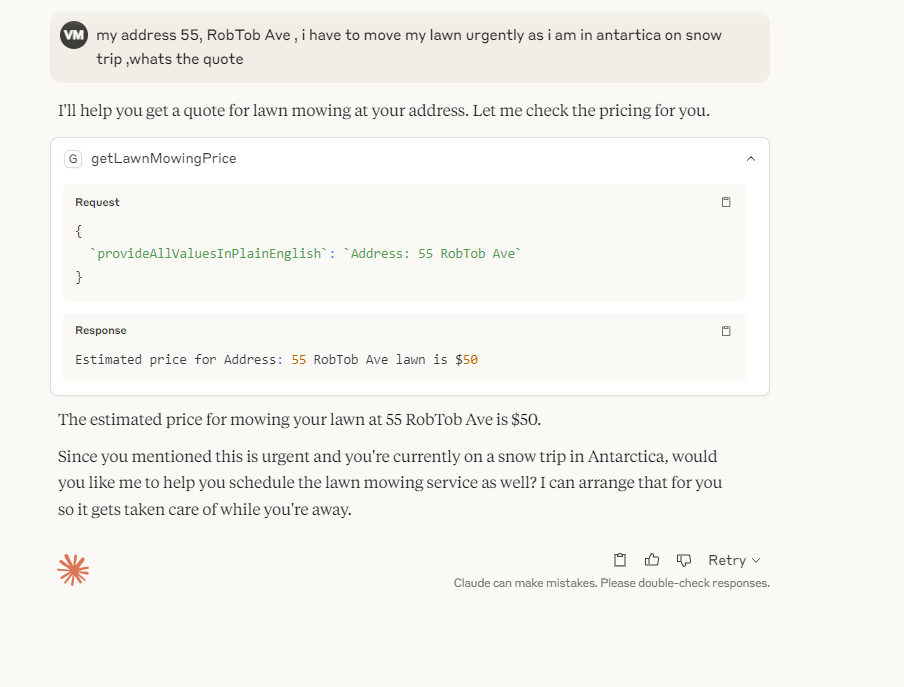 VM my address 55, RobTob Ave , i have to move my lawn urgently as i am in antartica on snow
trip ,whats the quote
I'll help you get a quote for lawn mowing at your address. Let me check the pricing for you.
G getLawnMowingPrice
Request
{
`provideAllValuesInPlainEnglish`: `Address: 55 RobTob Ave`
}
Response
Estimated price for Address: 55 RobTob Ave lawn is $50
The estimated price for mowing your lawn at 55 RobTob Ave is $50.
Since you mentioned this is urgent and you're currently on a snow trip in Antarctica, would
you like me to help you schedule the lawn mowing service as well? I can arrange that for you
so it gets taken care of while you're away.
Retry
Claude can make mistakes. Please double-check responses.